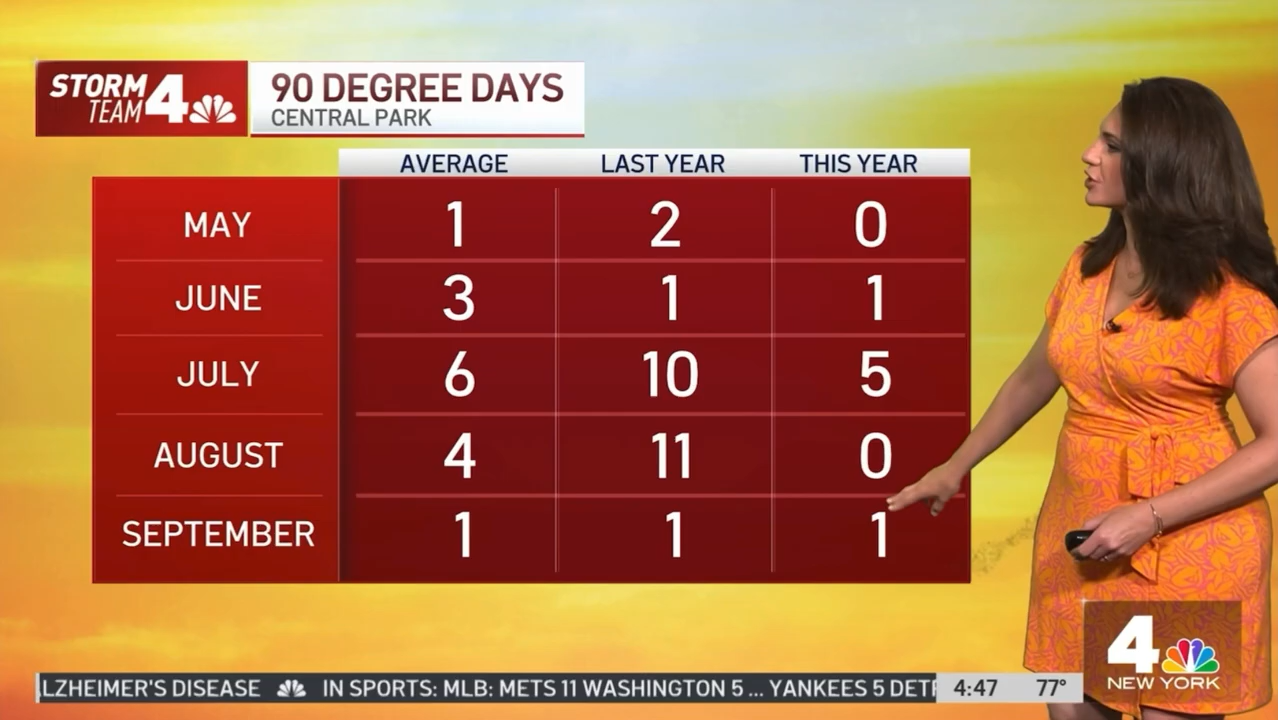 STORM TEAM 4
90 DEGREE DAYS
CENTRAL PARK
AVERAGE LAST YEAR THIS YEAR
MAY 1 2 0
JUNE 3 1 1
JULY 6 10 5
AUGUST 4 11 0
SEPTEMBER 1 1 1
4
NEW YORK
LZHEIMER'S DISEASE IN SPORTS: MLB: METS 11 WASHINGTON 5 ... YANKEES 5 DET 4:47 77°